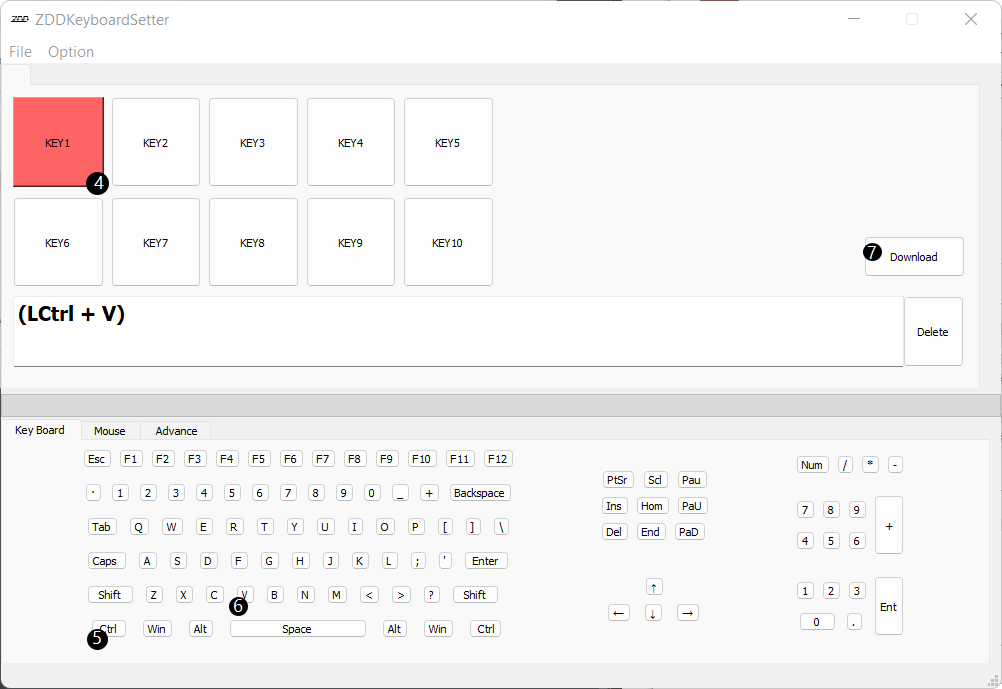 ZDD ZDDKeyboardSetter
File Option
KEY1 KEY2 KEY3 KEY4 KEY5
4
KEY6 KEY7 KEY8 KEY9 KEY10
7 Download
(LCtrl + V)
Delete
Key Board Mouse Advance
Esc F1 F2 F3 F4 F5 F6 F7 F8 F9 F10 F11 F12
· 1 2 3 4 5 6 7 8 9 0 _ + Backspace
Tab Q W E R T Y U I O P [ ] \
Caps A S D F G H J K L ; ' Enter
Shift Z X C V B N M < > ? Shift
6
5 Ctrl Win Alt Space Alt Win Ctrl
PtSr Scl Pau
Ins Hom PaU
Del End PaD
↑
← ↓ →
Num / * -
7 8 9 +
4 5 6
1 2 3 Ent
0 .